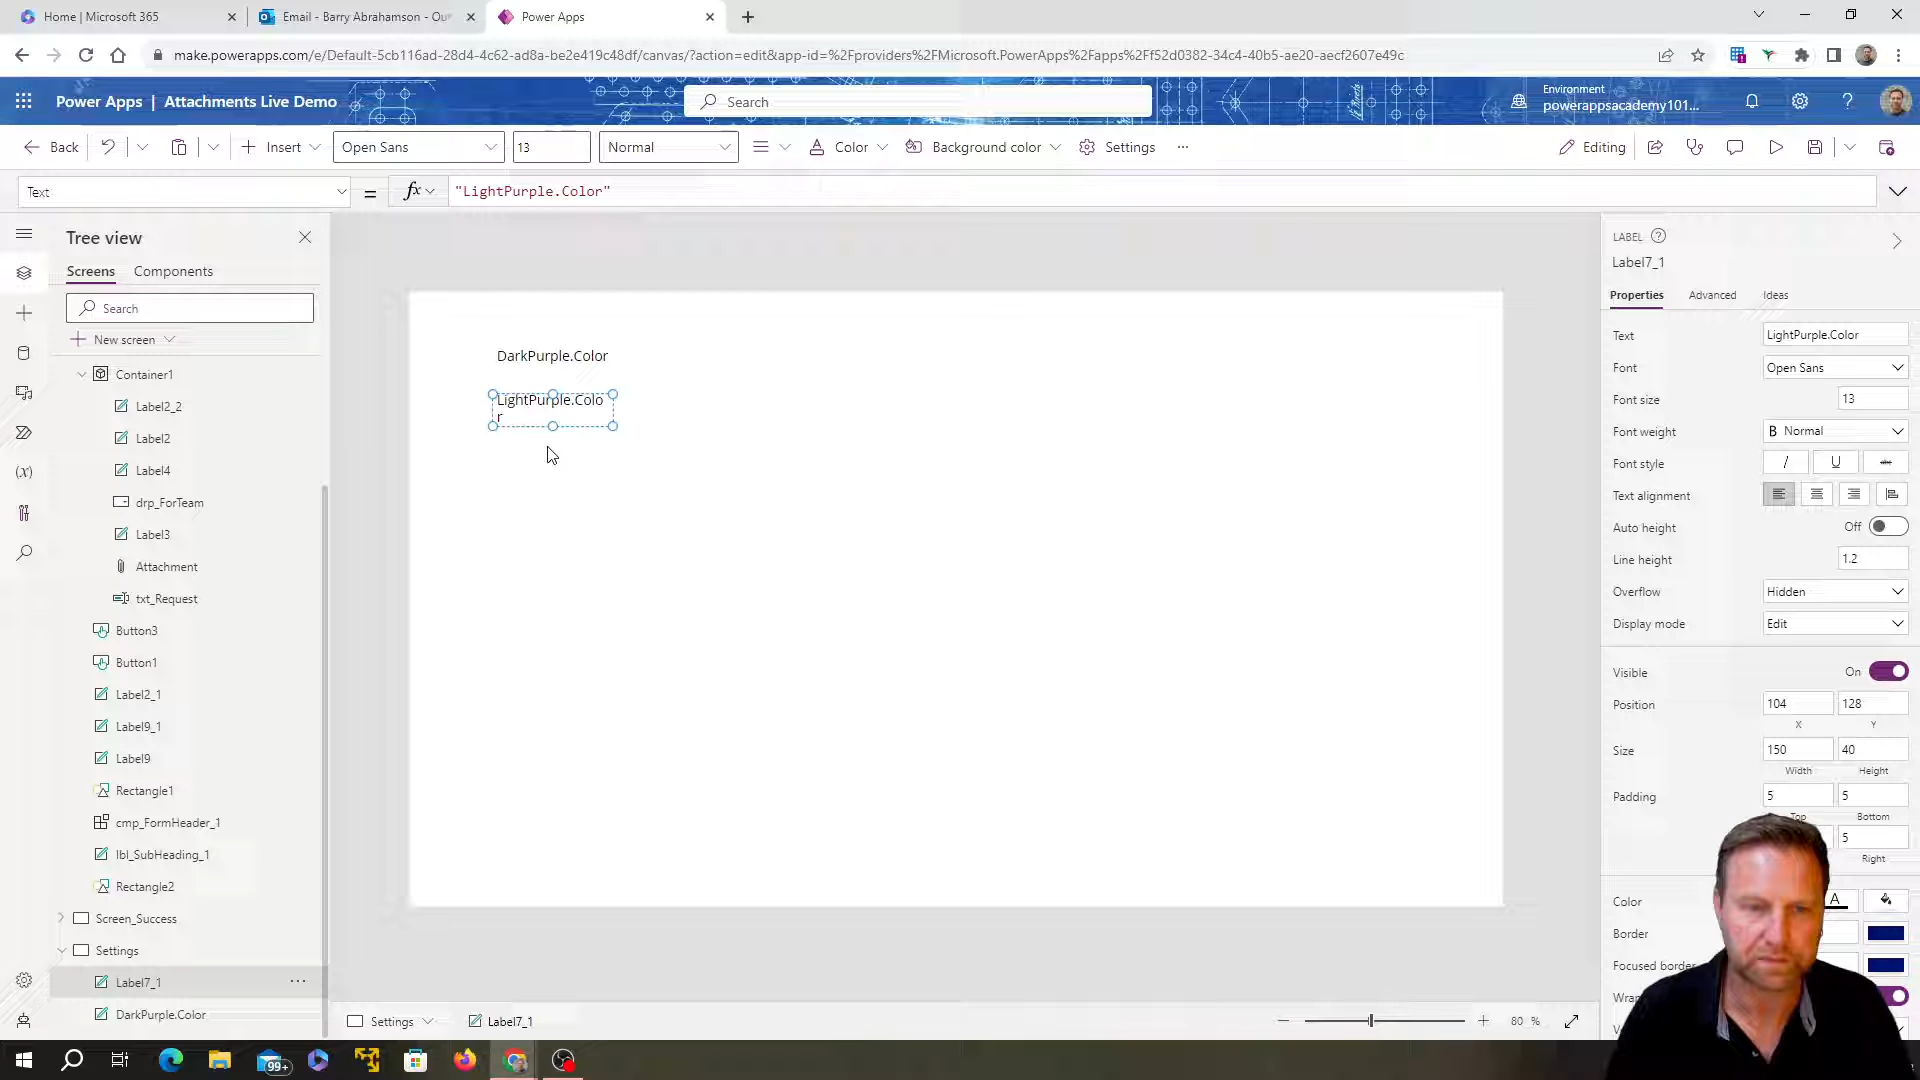 Home | Microsoft 365
Email - Barry Abrahamson - Ou
Power Apps
make.powerapps.com/e/Default-5cb116ad-28d4-4c62-ad8a-be2e419c48df/canvas/?action=edit&app-id=%2Fproviders%2FMicrosoft.PowerApps%2Fapps%2Ff52d0382-34c4-40b5-ae20-aecf2607e49c
Power Apps | Attachments Live Demo
Search
Environment
powerappsacademy101...
Back
Insert
Open Sans
13
Normal
Color
Background color
Settings
...
Editing
Text
=
fx
"LightPurple.Color"
Tree view
Screens
Components
Search
New screen
Container1
Label2_2
Label2
Label4
drp_ForTeam
Label3
Attachment
txt_Request
Button3
Button1
Label2_1
Label9_1
Label9
Rectangle1
cmp_FormHeader_1
lbl_SubHeading_1
Rectangle2
Screen_Success
Settings
Label7_1
...
DarkPurple.Color
DarkPurple.Color
LightPurple.Colo
r
Settings
Label7_1
80 %
LABEL
Label7_1
Properties
Advanced
Ideas
Text
LightPurple.Color
Font
Open Sans
Font size
13
Font weight
B Normal
Font style
/ U abc
Text alignment
Auto height
Off
Line height
1.2
Overflow
Hidden
Display mode
Edit
Visible
On
Position
104
128
X
Y
Size
150
40
Width
Height
Padding
5
5
Top
Bottom
5
Right
Color
A
Border
Focused border
Wra
99+